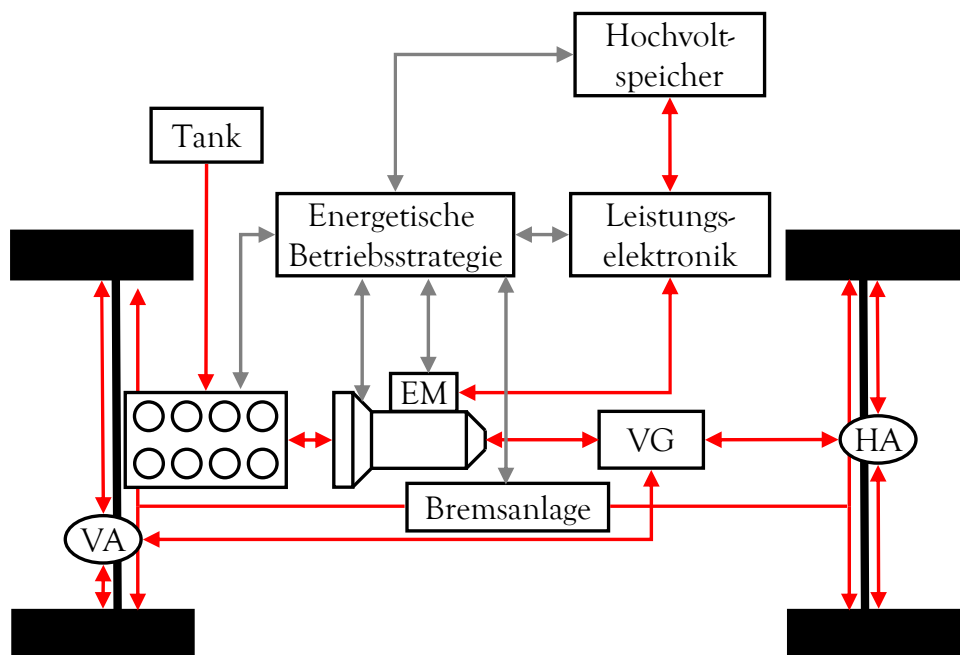 Hochvolt-
speicher
Tank
Energetische
Betriebsstrategie
Leistungs-
elektronik
EM
VG
HA
Bremsanlage
VA